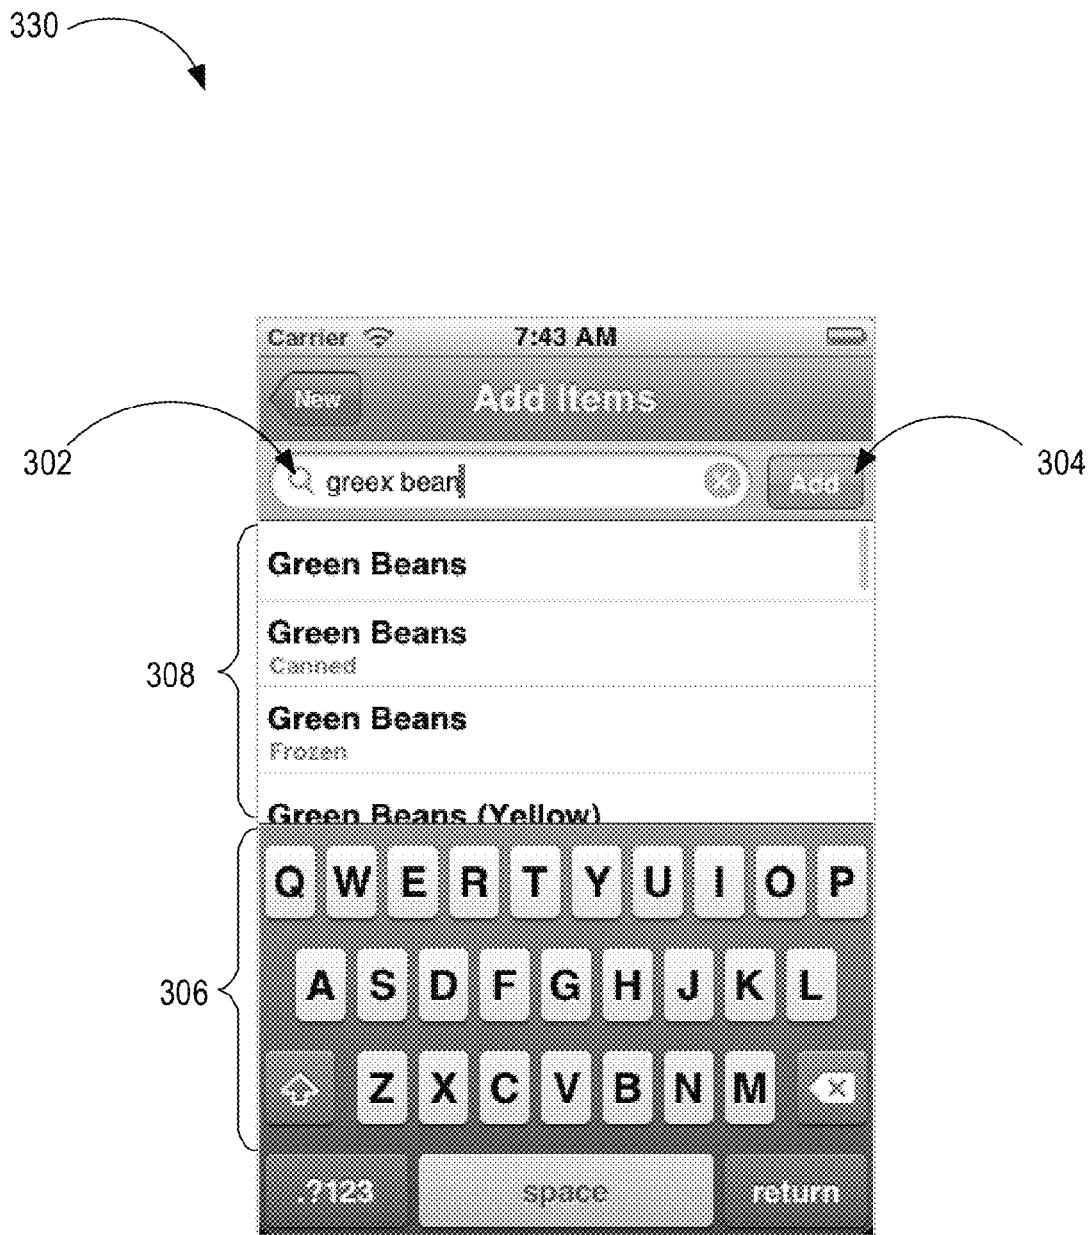 330
Carrier 7:43 AM
New Add Items
302 greex bean Add 304
Green Beans
Green Beans
Canned
308
Green Beans
Frozen
Green Beans (Yellow)
Q W E R T Y U I O P
306 A S D F G H J K L
Z X C V B N M
.?123 space return